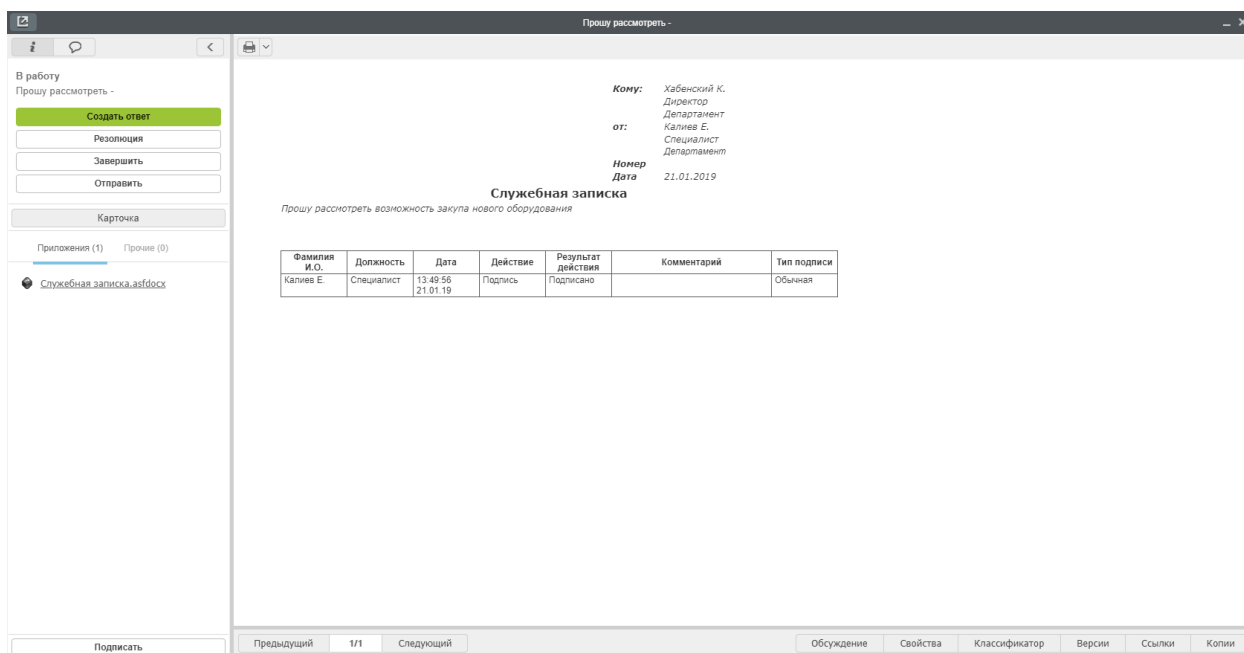 Прошу рассмотреть -
В работу
Прошу рассмотреть -
Создать ответ
Резолюция
Завершить
Отправить
Карточка
Приложения (1) Прочие (0)
Служебная записка.asfdocx
Подписать
Кому: Хабенский К.
Директор
Департамент
от: Калиев Е.
Специалист
Департамент
Номер
Дата 21.01.2019
Служебная записка
Прошу рассмотреть возможность закупа нового оборудования
Фамилия И.О. Должность Дата Действие Результат действия Комментарий Тип подписи
Калиев Е. Специалист 13:49:56 21.01.19 Подпись Подписано Обычная
Предыдущий 1/1 Следующий Обсуждение Свойства Классификатор Версии Ссылки Копии